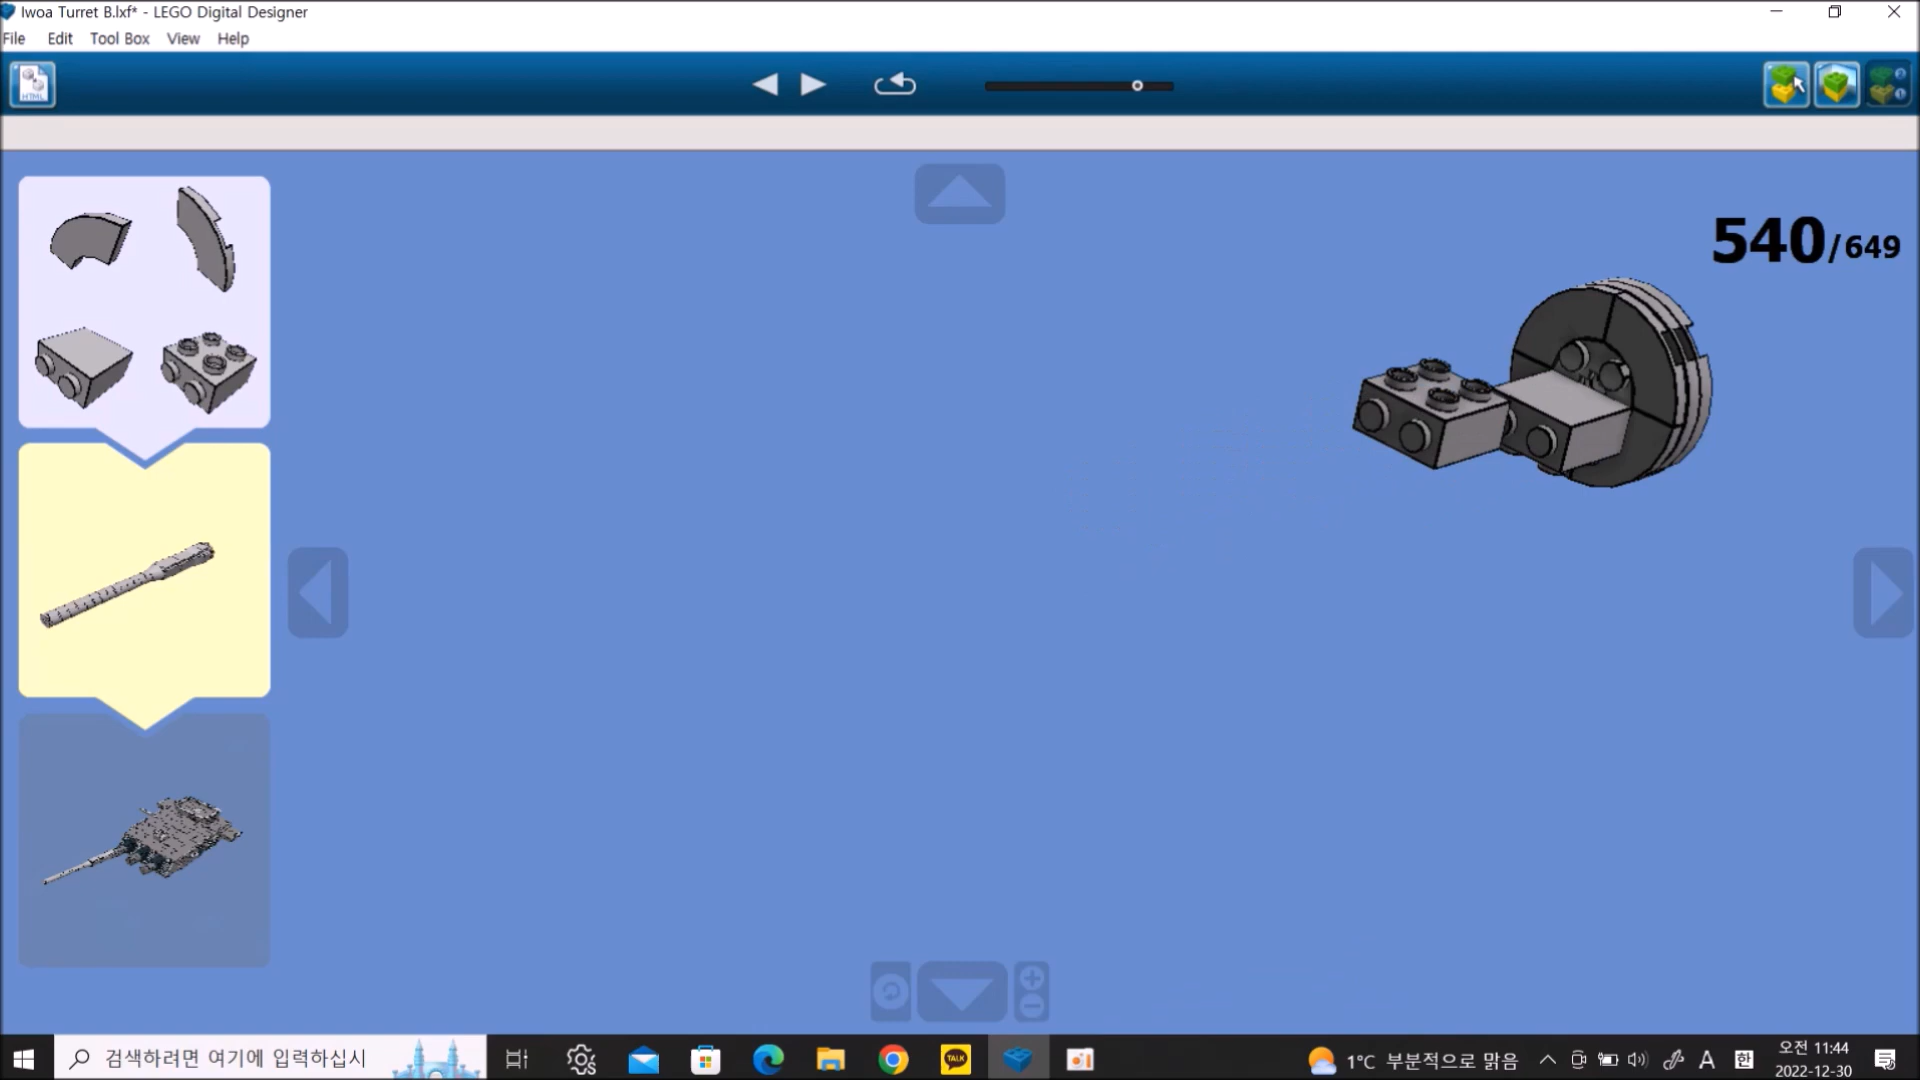 Iwoa Turret B.lxf* - LEGO Digital Designer
File Edit Tool Box View Help
HTML
540/649
검색하려면 여기에 입력하십시
TALK
1°C 부분적으로 맑음
A
한
오전 11:44
2022-12-30